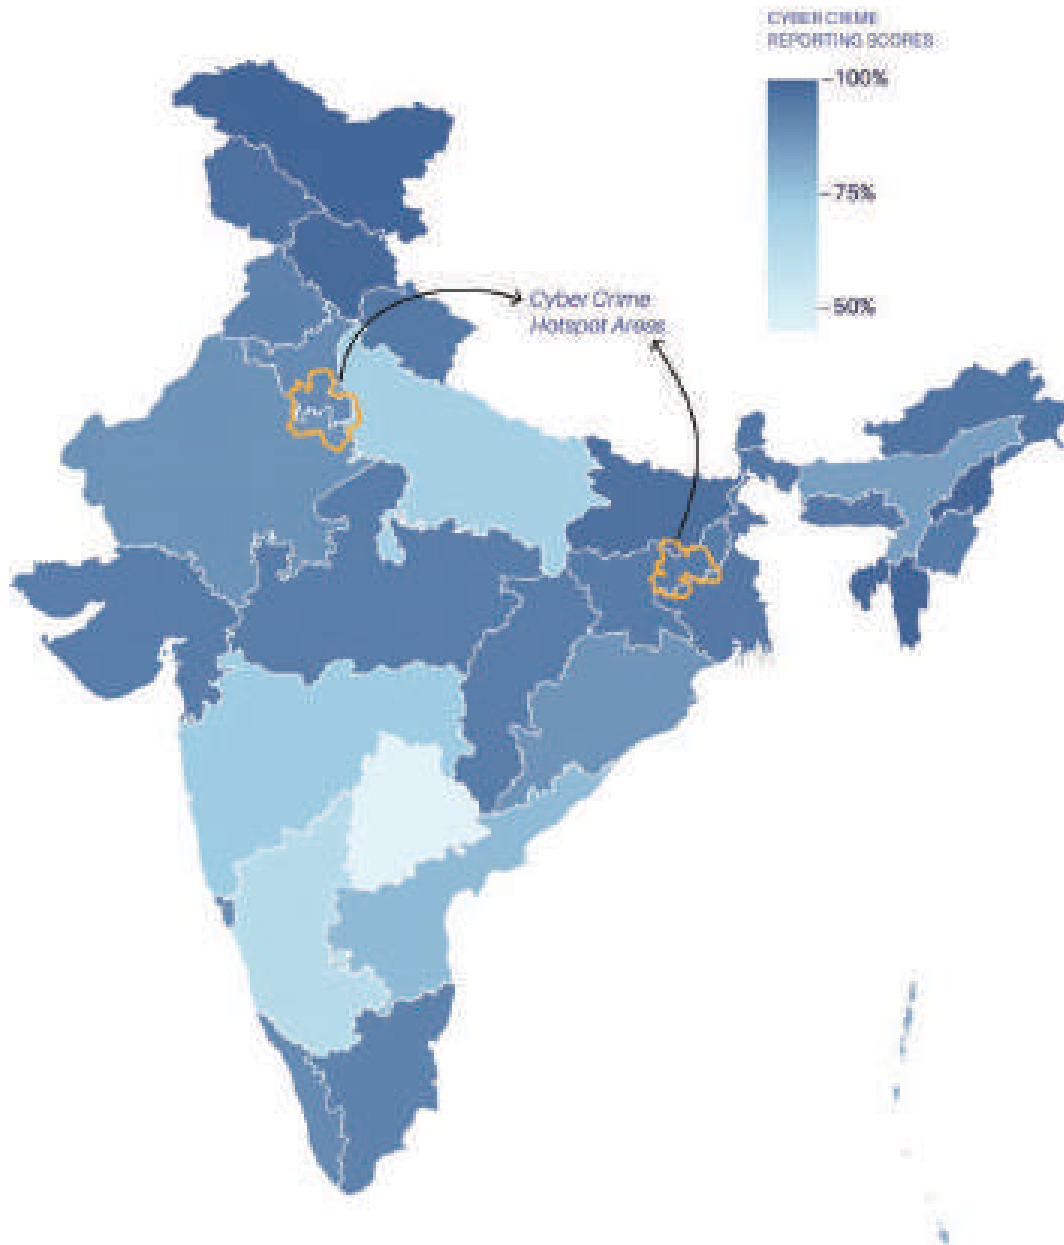 CYBER CRIME
REPORTING SCORES
100%
75%
50%
Cyber Crime
Hotspot Areas